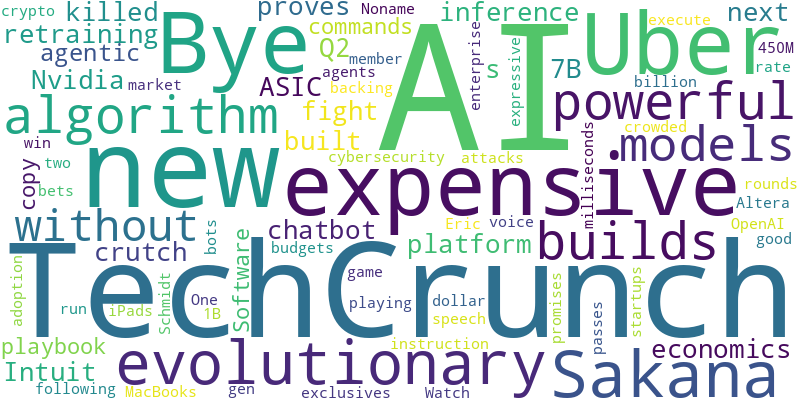 crypto killed proves Noname commands inference execute next
retraining Bye AI Uber
agentic Q2 member enterprise expressive 450M
Nvidia market ASIC agents s 7B billion rate
algorithm backing fight powerful
win built crowded models
copy two new cybersecurity attacks milliseconds
bets expensive rounds
Altera
without bots chatbot Eric voice OpenAI
crutch Software budgets platform builds good
TechCrunch
adoption game
run iPads Schmidt One 1B playing dollar speech promises passes startups
playbook evolutionary instruction economics
Intuit Sakana
following MacBooks gen exclusives Watch